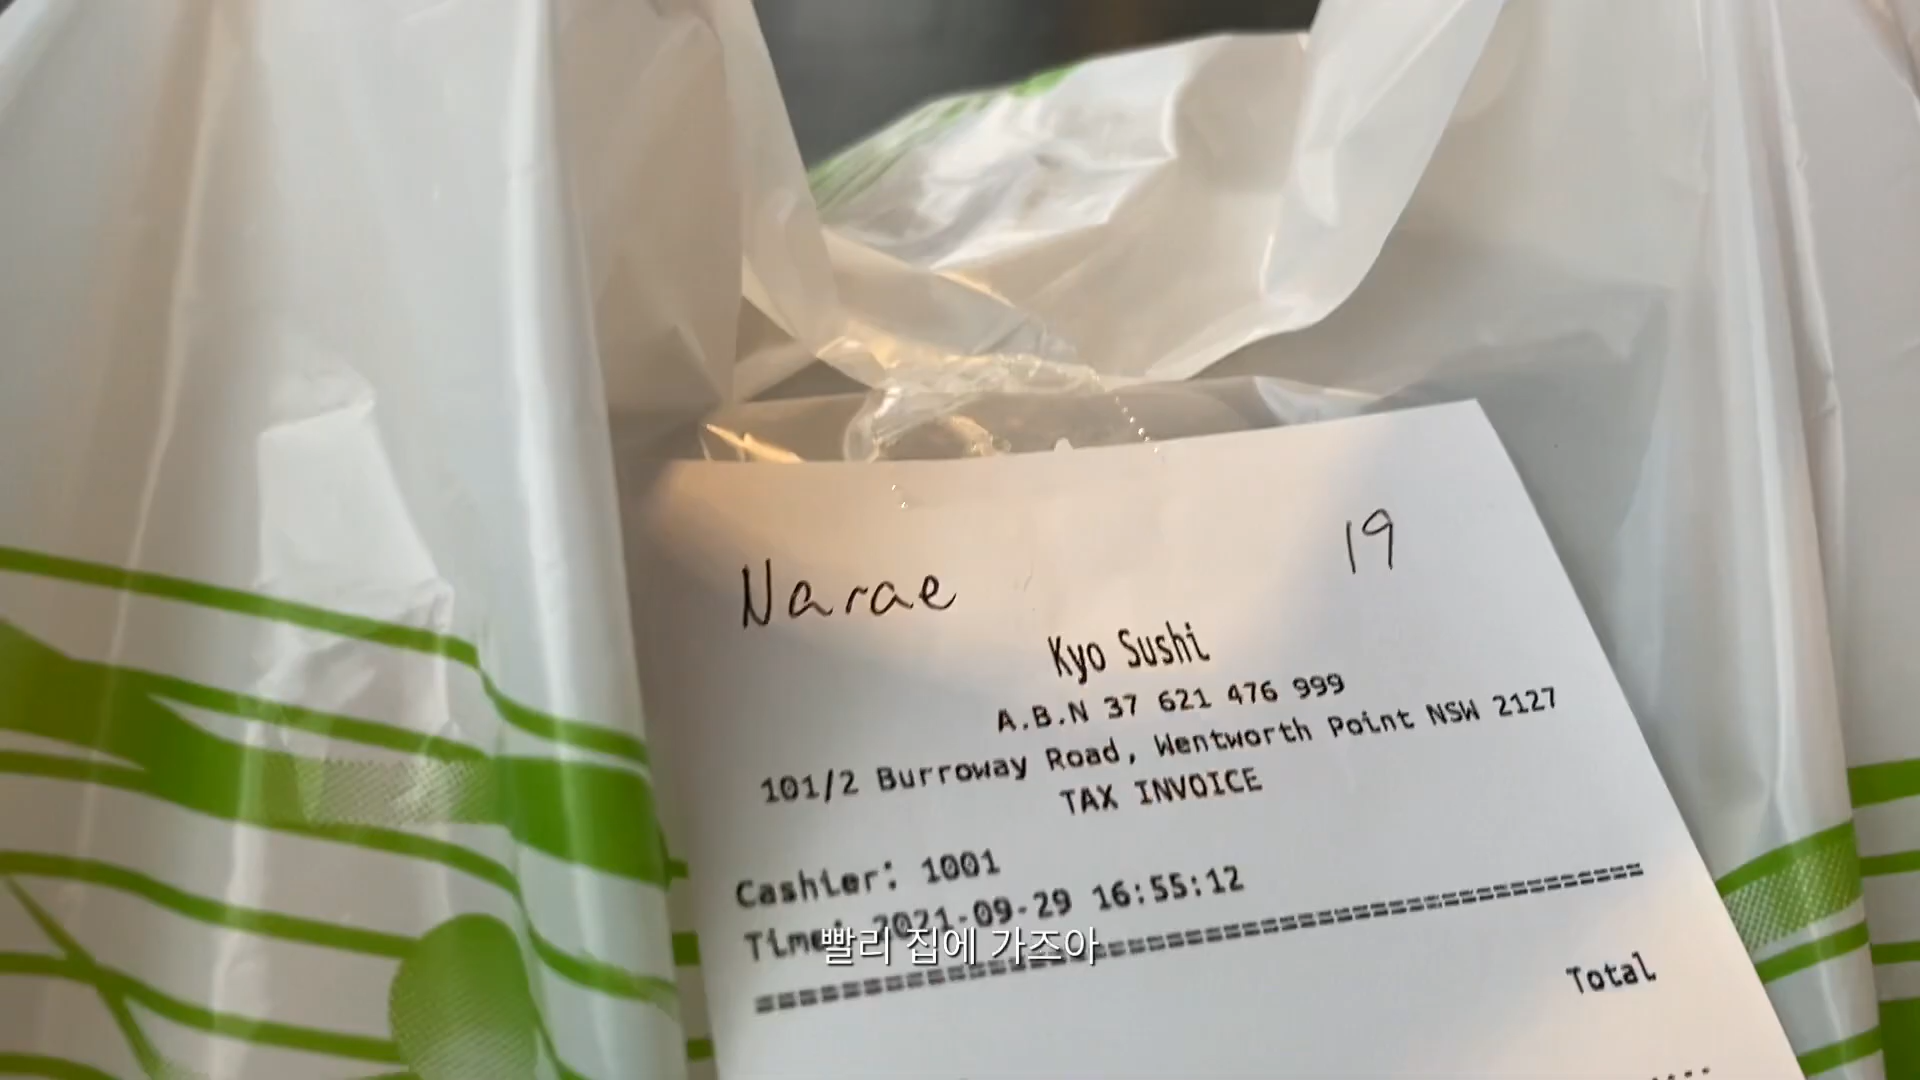 Narae
19
Kyo Sushi
A.B.N 37 621 476 999
101/2 Burroway Road, Wentworth Point NSW 2127
TAX INVOICE
Cashier: 1001
Time: 2021-09-29 16:55:12
빨리 집에 가즈아
Total